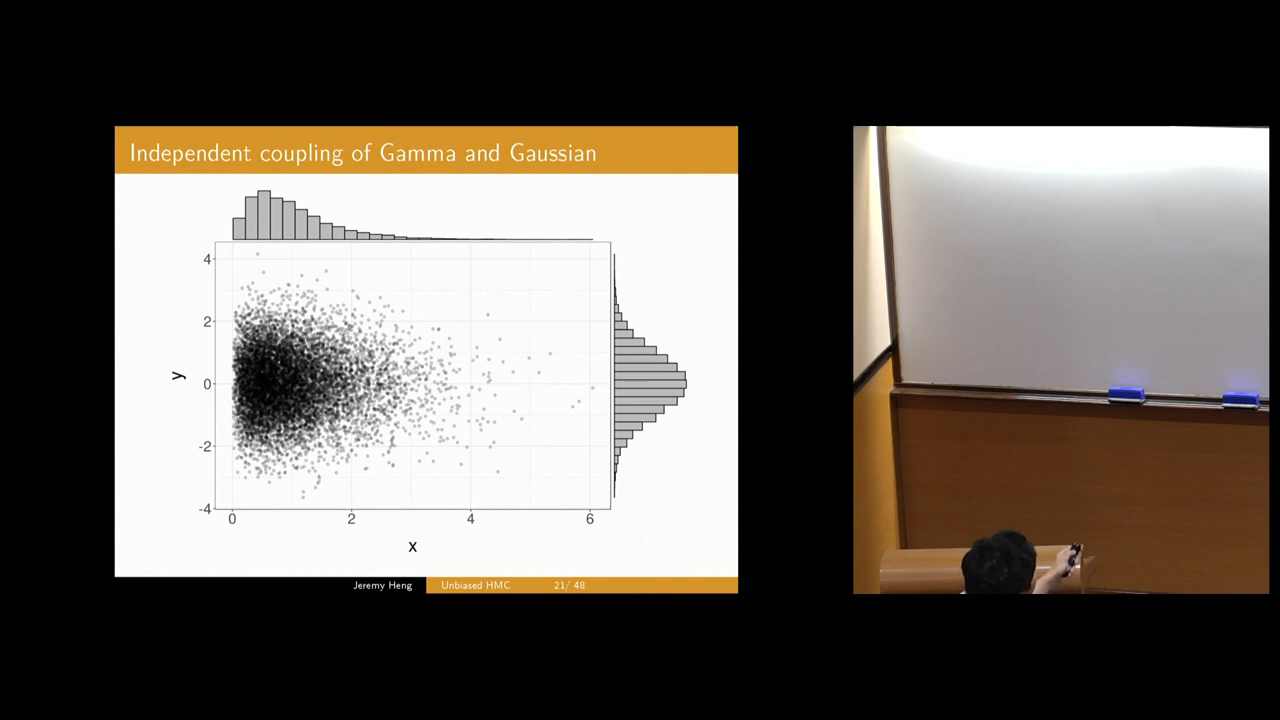 Independent coupling of Gamma and Gaussian
4
2
0
-2
-4
y
0 2 4 6
x
Jeremy Heng Unbiased HMC 21/ 48